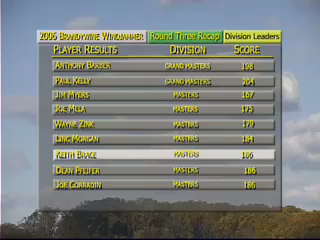 2006 Brandywine Windjammer Round Three Recap Division Leaders
Player Results Division Score
Anthony Barber Grand Masters 198
Paul Kelly Grand Masters 204
Jim Myers Masters 167
Joe Mela Masters 175
Wayne Zink Masters 179
Linc Morgan Masters 184
Keith Brage Masters 186
Dean Pfeifer Masters 186
Joe Corradin Masters 186